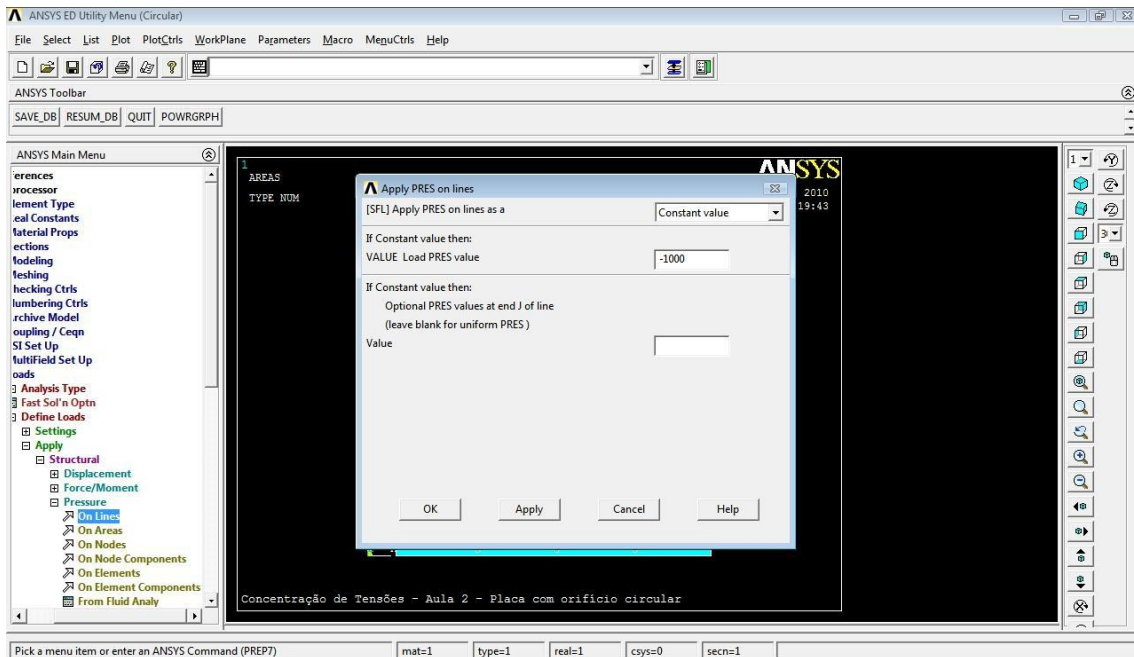 ANSYS ED Utility Menu (Circular)
File Select List Plot PlotCtrls WorkPlane Parameters Macro MenuCtrls Help
ANSYS Toolbar
SAVE_DB RESUM_DB QUIT POWRGRPH
ANSYS Main Menu
erences
rocessor
lement Type
eal Constants
laterial Props
ections
lodeling
leshing
hecking Ctrls
lumbering Ctrls
rchive Model
oupling / Ceqn
SI Set Up
lultiField Set Up
oads
Analysis Type
Fast Sol'n Optn
Define Loads
Settings
Apply
Structural
Displacement
Force/Moment
Pressure
On Lines
On Areas
On Nodes
On Node Components
On Elements
On Element Components
From Fluid Analy
1
AREAS
TYPE NUM
ANSYS
2010
19:43
Apply PRES on lines
[SFL] Apply PRES on lines as a Constant value
If Constant value then:
VALUE Load PRES value -1000
If Constant value then:
Optional PRES values at end J of line
(leave blank for uniform PRES )
Value
OK Apply Cancel Help
Concentração de Tensões - Aula 2 - Placa com orifício circular
1
Pick a menu item or enter an ANSYS Command (PREP7) mat=1 type=1 real=1 csys=0 secn=1